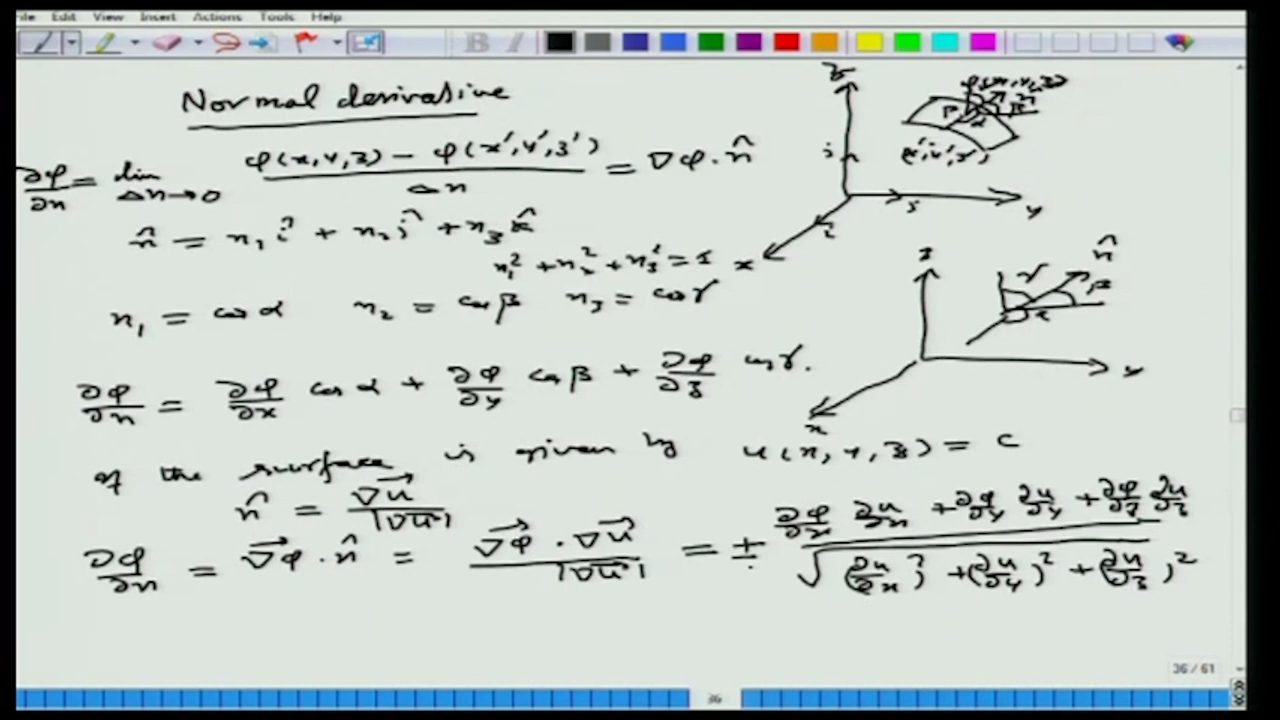 File Edit View Insert Actions Tools Help
Normal derivative
∂φ/∂n = lim Δn→0 (φ(x,y,z) − φ(x',y',z'))/Δn = ∇φ·n̂
n̂ = n₁ î + n₂ ĵ + n₃ k̂
n₁² + n₂² + n₃² = 1
n₁ = cos α n₂ = cos β n₃ = cos γ
∂φ/∂n = ∂φ/∂x cos α + ∂φ/∂y cos β + ∂φ/∂z cos γ.
If the surface is given by u(x,y,z) = c
n̂ = ∇u/|∇u|
∂φ/∂n = ∇φ·n̂ = (∇φ·∇u)/|∇u| = ± (∂φ/∂x ∂u/∂x + ∂φ/∂y ∂u/∂y + ∂φ/∂z ∂u/∂z)/√((∂u/∂x)² + (∂u/∂y)² + (∂u/∂z)²)
z
(x',y',z')
y
x
z
n̂
γ
β
α
y
x
36/61
36